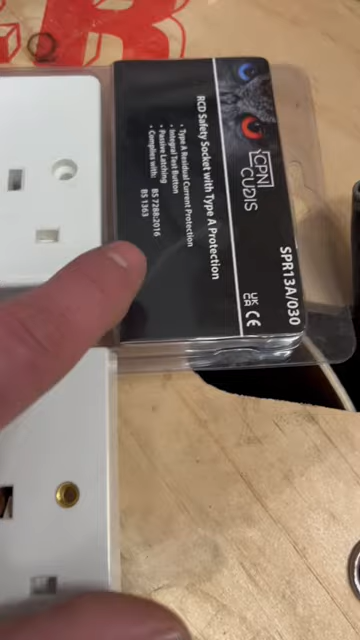 CPN
CUDIS
SPR13A/030
RCD Safety Socket with Type A Protection
• Type A Residual Current Protection
• Integral Test Button
• Passive Latching
• Complies with: BS 7288:2016
BS 1363
UK
CA
CE